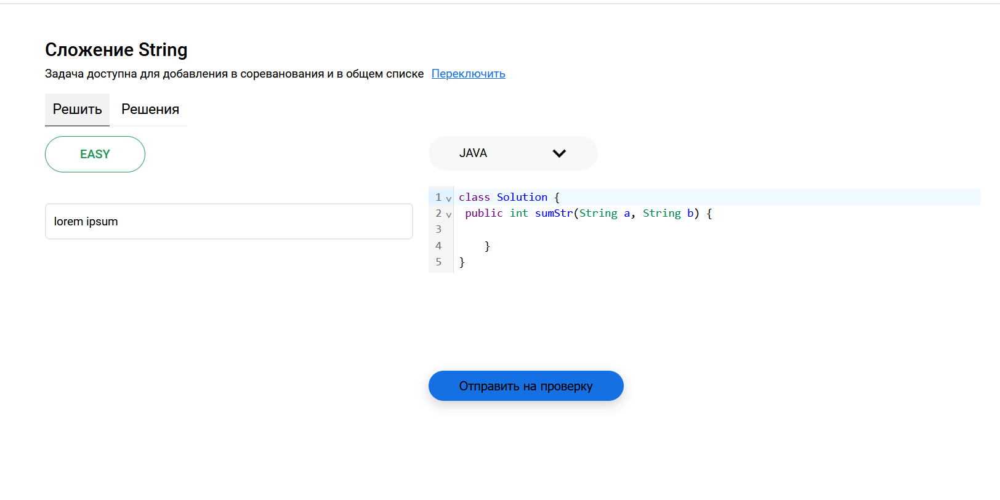 Сложение String
Задача доступна для добавления в сореванования и в общем списке Переключить
Решить Решения
EASY
lorem ipsum
JAVA
1 class Solution {
2 public int sumStr(String a, String b) {
3
4 }
5 }
Отправить на проверку